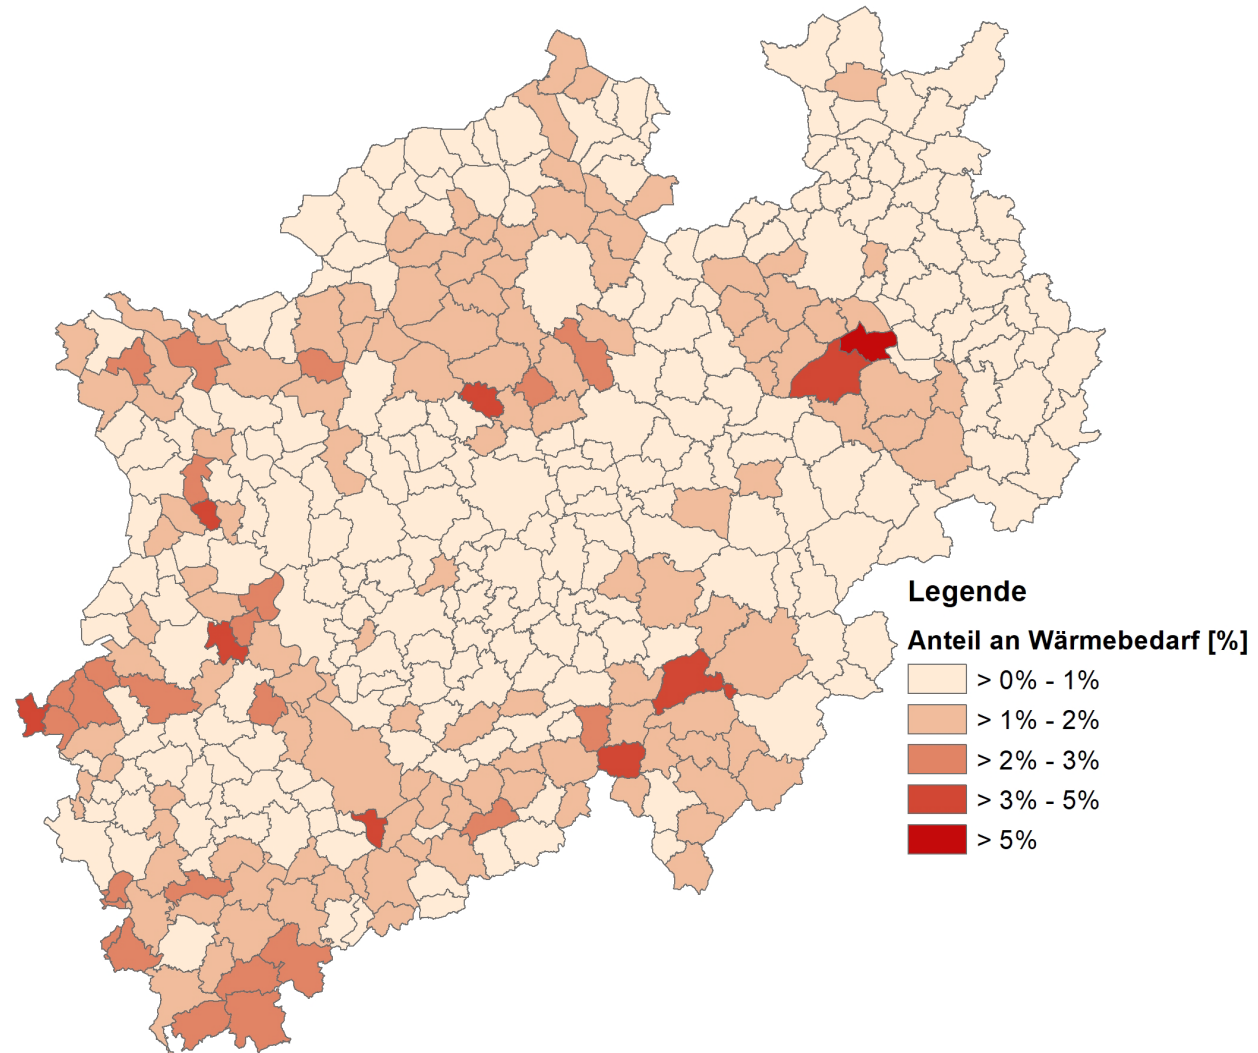 Legende
Anteil an Wärmebedarf [%]
> 0% - 1%
> 1% - 2%
> 2% - 3%
> 3% - 5%
> 5%